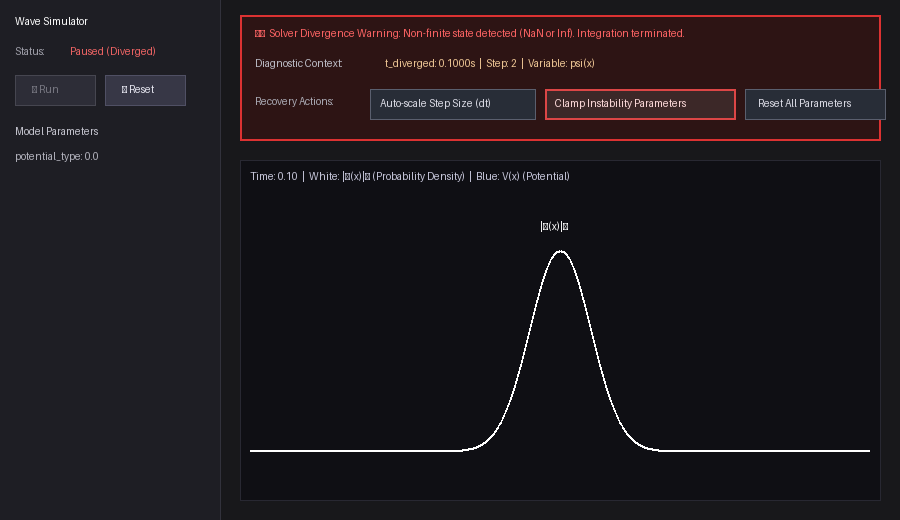 Wave Simulator
Status: Paused (Diverged)
Run Reset
Model Parameters
potential_type: 0.0
Solver Divergence Warning: Non-finite state detected (NaN or Inf). Integration terminated.
Diagnostic Context: t_diverged: 0.1000s | Step: 2 | Variable: psi(x)
Recovery Actions: Auto-scale Step Size (dt) Clamp Instability Parameters Reset All Parameters
Time: 0.10 | White: |▯(x)|▯ (Probability Density) | Blue: V(x) (Potential)
|▯(x)|▯